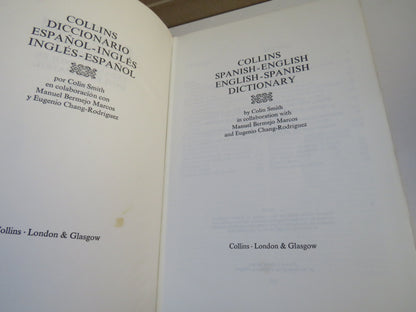 COLLINS
DICCIONARIO
ESPAÑOL-INGLÉS
INGLÉS-ESPAÑOL
por Colin Smith
en colaboración con
Manuel Bermejo Marcos
y Eugenio Chang-Rodríguez
Collins · London & Glasgow
COLLINS
SPANISH-ENGLISH
ENGLISH-SPANISH
DICTIONARY
by Colin Smith
in collaboration with
Manuel Bermejo Marcos
and Eugenio Chang-Rodríguez
Collins · London & Glasgow